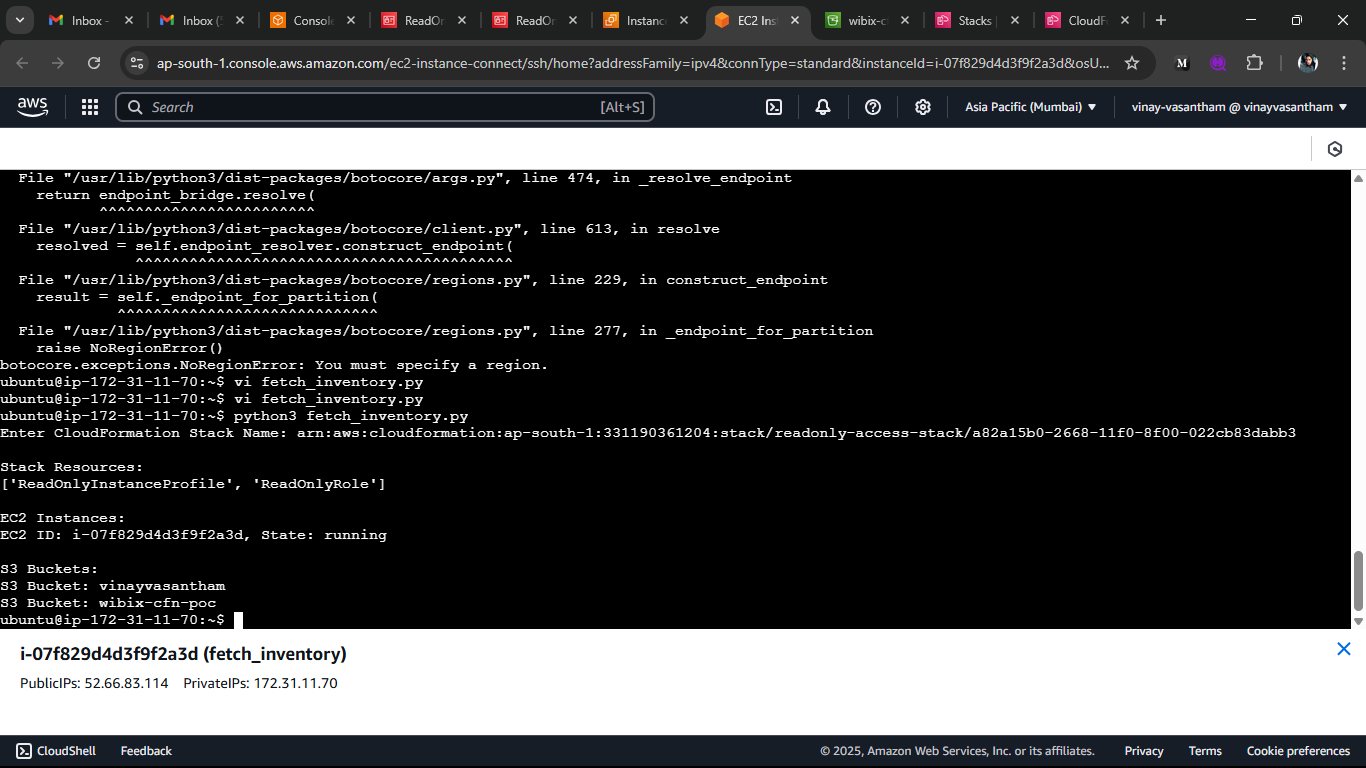 Inbox -
Inbox (5
Console
ReadOn
ReadOn
Instanc
EC2 Ins
wibix-cf
Stacks |
CloudF
ap-south-1.console.aws.amazon.com/ec2-instance-connect/ssh/home?addressFamily=ipv4&connType=standard&instanceId=i-07f829d4d3f9f2a3d&osU...
aws
Search
[Alt+S]
Asia Pacific (Mumbai)
vinay-vasantham @ vinayvasantham
File "/usr/lib/python3/dist-packages/botocore/args.py", line 474, in _resolve_endpoint
return endpoint_bridge.resolve(
^^^^^^^^^^^^^^^^^^^^^^^^
File "/usr/lib/python3/dist-packages/botocore/client.py", line 613, in resolve
resolved = self.endpoint_resolver.construct_endpoint(
^^^^^^^^^^^^^^^^^^^^^^^^^^^^^^^^^^^^^^^^^^
File "/usr/lib/python3/dist-packages/botocore/regions.py", line 229, in construct_endpoint
result = self._endpoint_for_partition(
^^^^^^^^^^^^^^^^^^^^^^^^^^^^^
File "/usr/lib/python3/dist-packages/botocore/regions.py", line 277, in _endpoint_for_partition
raise NoRegionError()
botocore.exceptions.NoRegionError: You must specify a region.
ubuntu@ip-172-31-11-70:~$ vi fetch_inventory.py
ubuntu@ip-172-31-11-70:~$ vi fetch_inventory.py
ubuntu@ip-172-31-11-70:~$ python3 fetch_inventory.py
Enter CloudFormation Stack Name: arn:aws:cloudformation:ap-south-1:331190361204:stack/readonly-access-stack/a82a15b0-2668-11f0-8f00-022cb83dabb3
Stack Resources:
['ReadOnlyInstanceProfile', 'ReadOnlyRole']
EC2 Instances:
EC2 ID: i-07f829d4d3f9f2a3d, State: running
S3 Buckets:
S3 Bucket: vinayvasantham
S3 Bucket: wibix-cfn-poc
ubuntu@ip-172-31-11-70:~$
i-07f829d4d3f9f2a3d (fetch_inventory)
PublicIPs: 52.66.83.114 PrivateIPs: 172.31.11.70
CloudShell
Feedback
© 2025, Amazon Web Services, Inc. or its affiliates.
Privacy
Terms
Cookie preferences